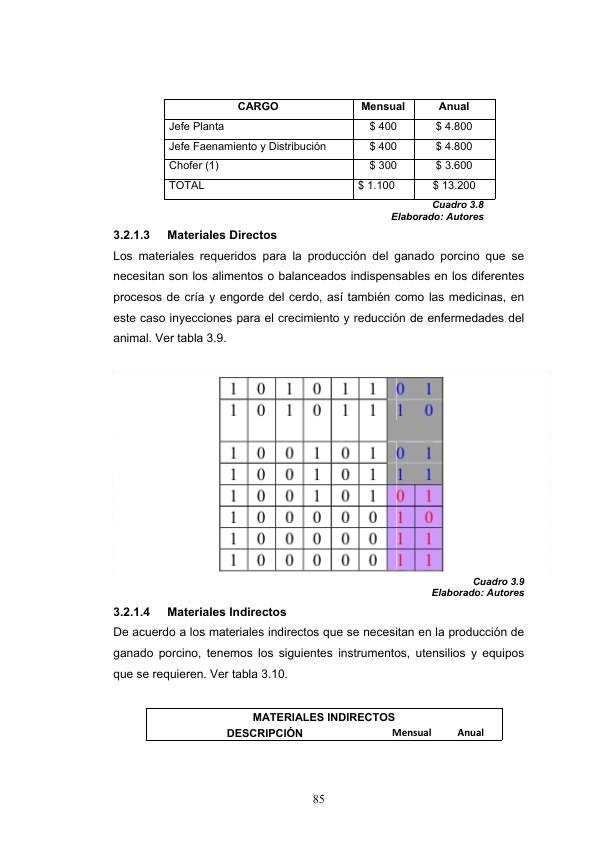 CARGO Mensual Anual
Jefe Planta $ 400 $ 4.800
Jefe Faenamiento y Distribución $ 400 $ 4.800
Chofer (1) $ 300 $ 3.600
TOTAL $ 1.100 $ 13.200
Cuadro 3.8
Elaborado: Autores
3.2.1.3 Materiales Directos
Los materiales requeridos para la producción del ganado porcino que se
necesitan son los alimentos o balanceados indispensables en los diferentes
procesos de cría y engorde del cerdo, así también como las medicinas, en
este caso inyecciones para el crecimiento y reducción de enfermedades del
animal. Ver tabla 3.9.
1 0 1 0 1 1 0 1
1 0 1 0 1 1 1 0
1 0 0 1 0 1 0 1
1 0 0 1 0 1 1 1
1 0 0 1 0 1 0 1
1 0 0 0 0 0 1 0
1 0 0 0 0 0 1 1
1 0 0 0 0 0 1 1
Cuadro 3.9
Elaborado: Autores
3.2.1.4 Materiales Indirectos
De acuerdo a los materiales indirectos que se necesitan en la producción de
ganado porcino, tenemos los siguientes instrumentos, utensilios y equipos
que se requieren. Ver tabla 3.10.
MATERIALES INDIRECTOS
DESCRIPCIÓN Mensual Anual
85